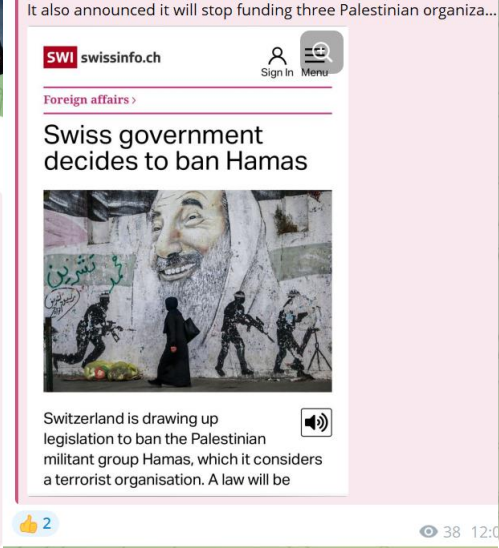 It also announced it will stop funding three Palestinian organiza...
SWI swissinfo.ch
Sign In Menu
Foreign affairs >
Swiss government
decides to ban Hamas
تشرين
Switzerland is drawing up
legislation to ban the Palestinian
militant group Hamas, which it considers
a terrorist organisation. A law will be
2
38